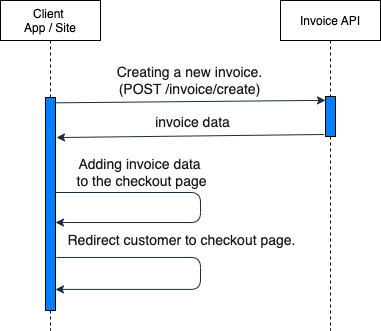 Client
App / Site
Invoice API
Creating a new invoice.
(POST /invoice/create)
invoice data
Adding invoice data
to the checkout page
Redirect customer to checkout page.